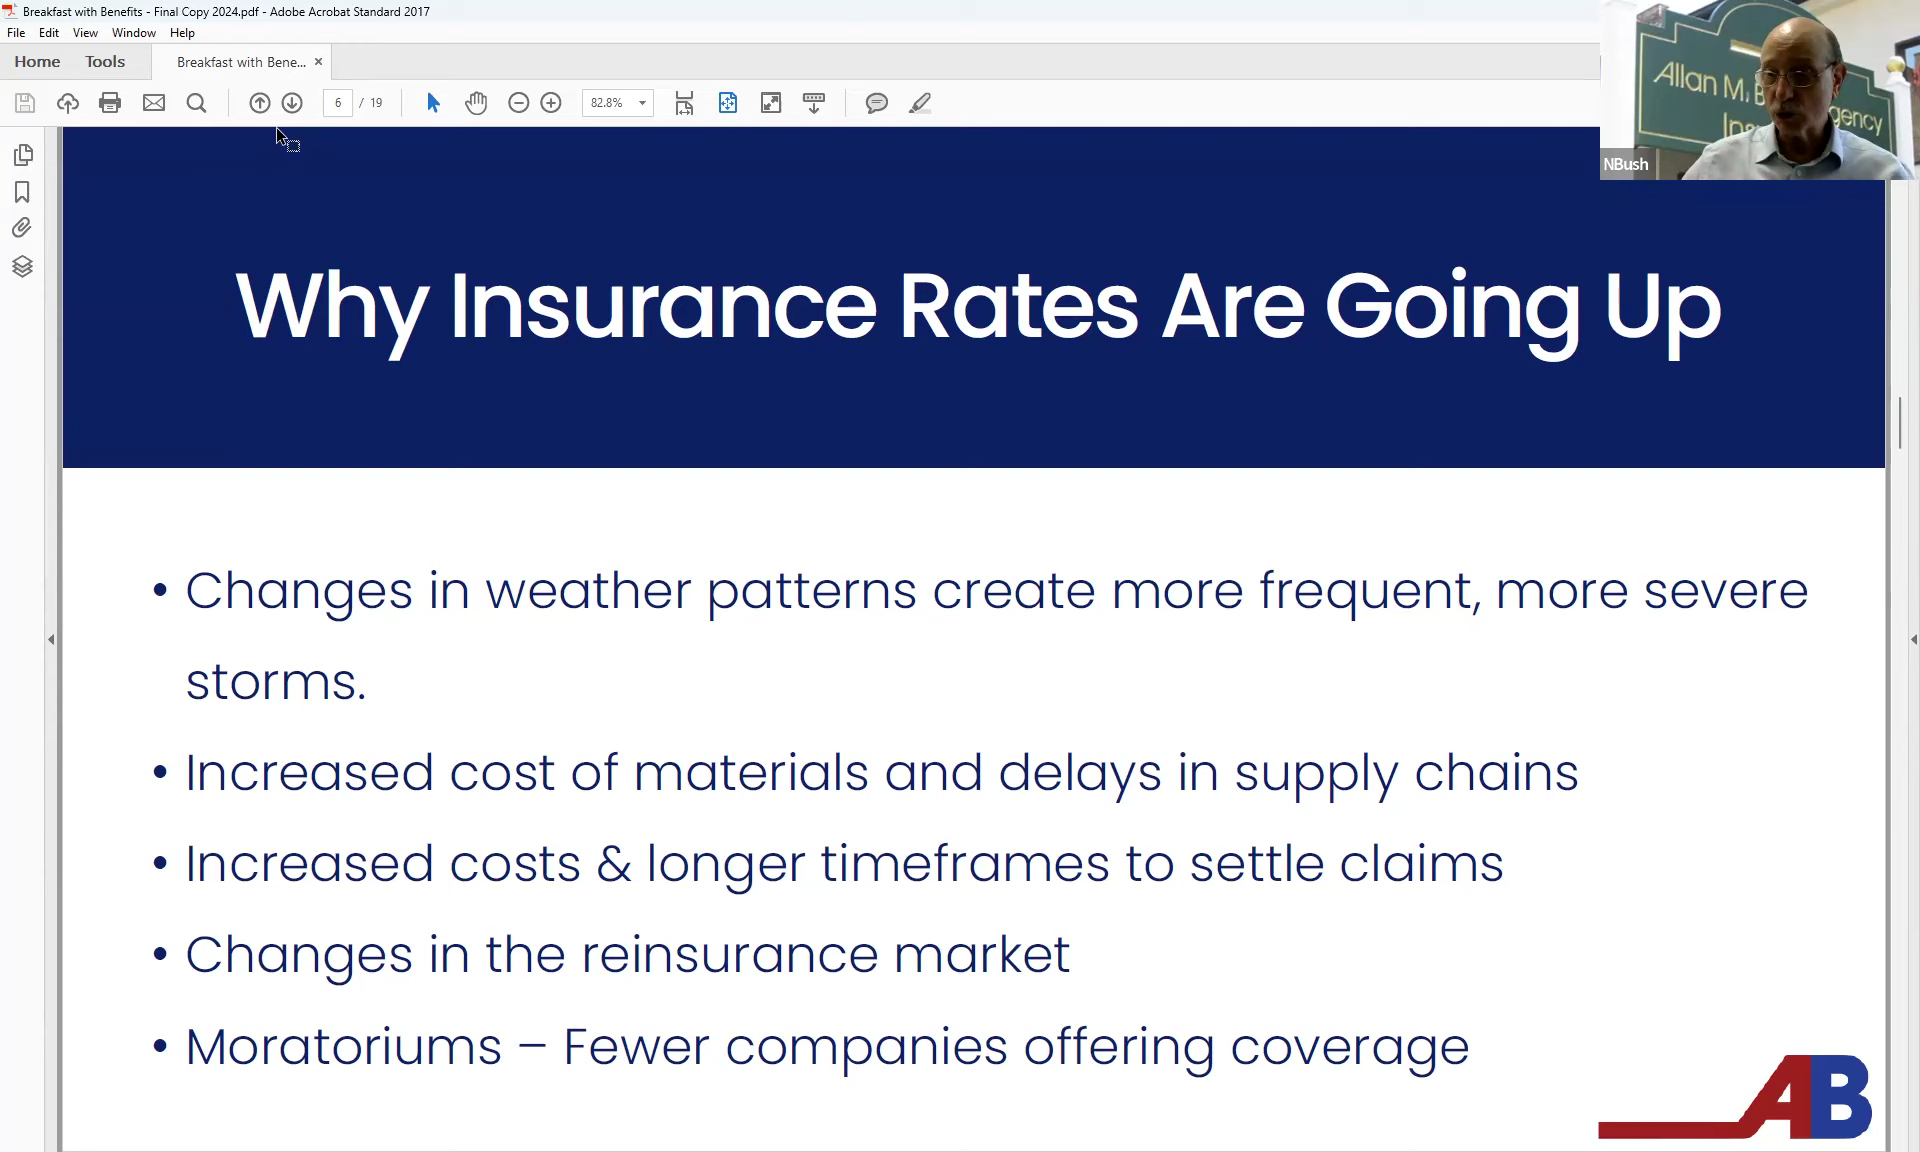 Breakfast with Benefits - Final Copy 2024.pdf - Adobe Acrobat Standard 2017
File Edit View Window Help
Home Tools Breakfast with Bene... ×
6 / 19 82.8%
Allan M. B
gency
NBush
Why Insurance Rates Are Going Up
• Changes in weather patterns create more frequent, more severe
storms.
• Increased cost of materials and delays in supply chains
• Increased costs & longer timeframes to settle claims
• Changes in the reinsurance market
• Moratoriums – Fewer companies offering coverage
AB